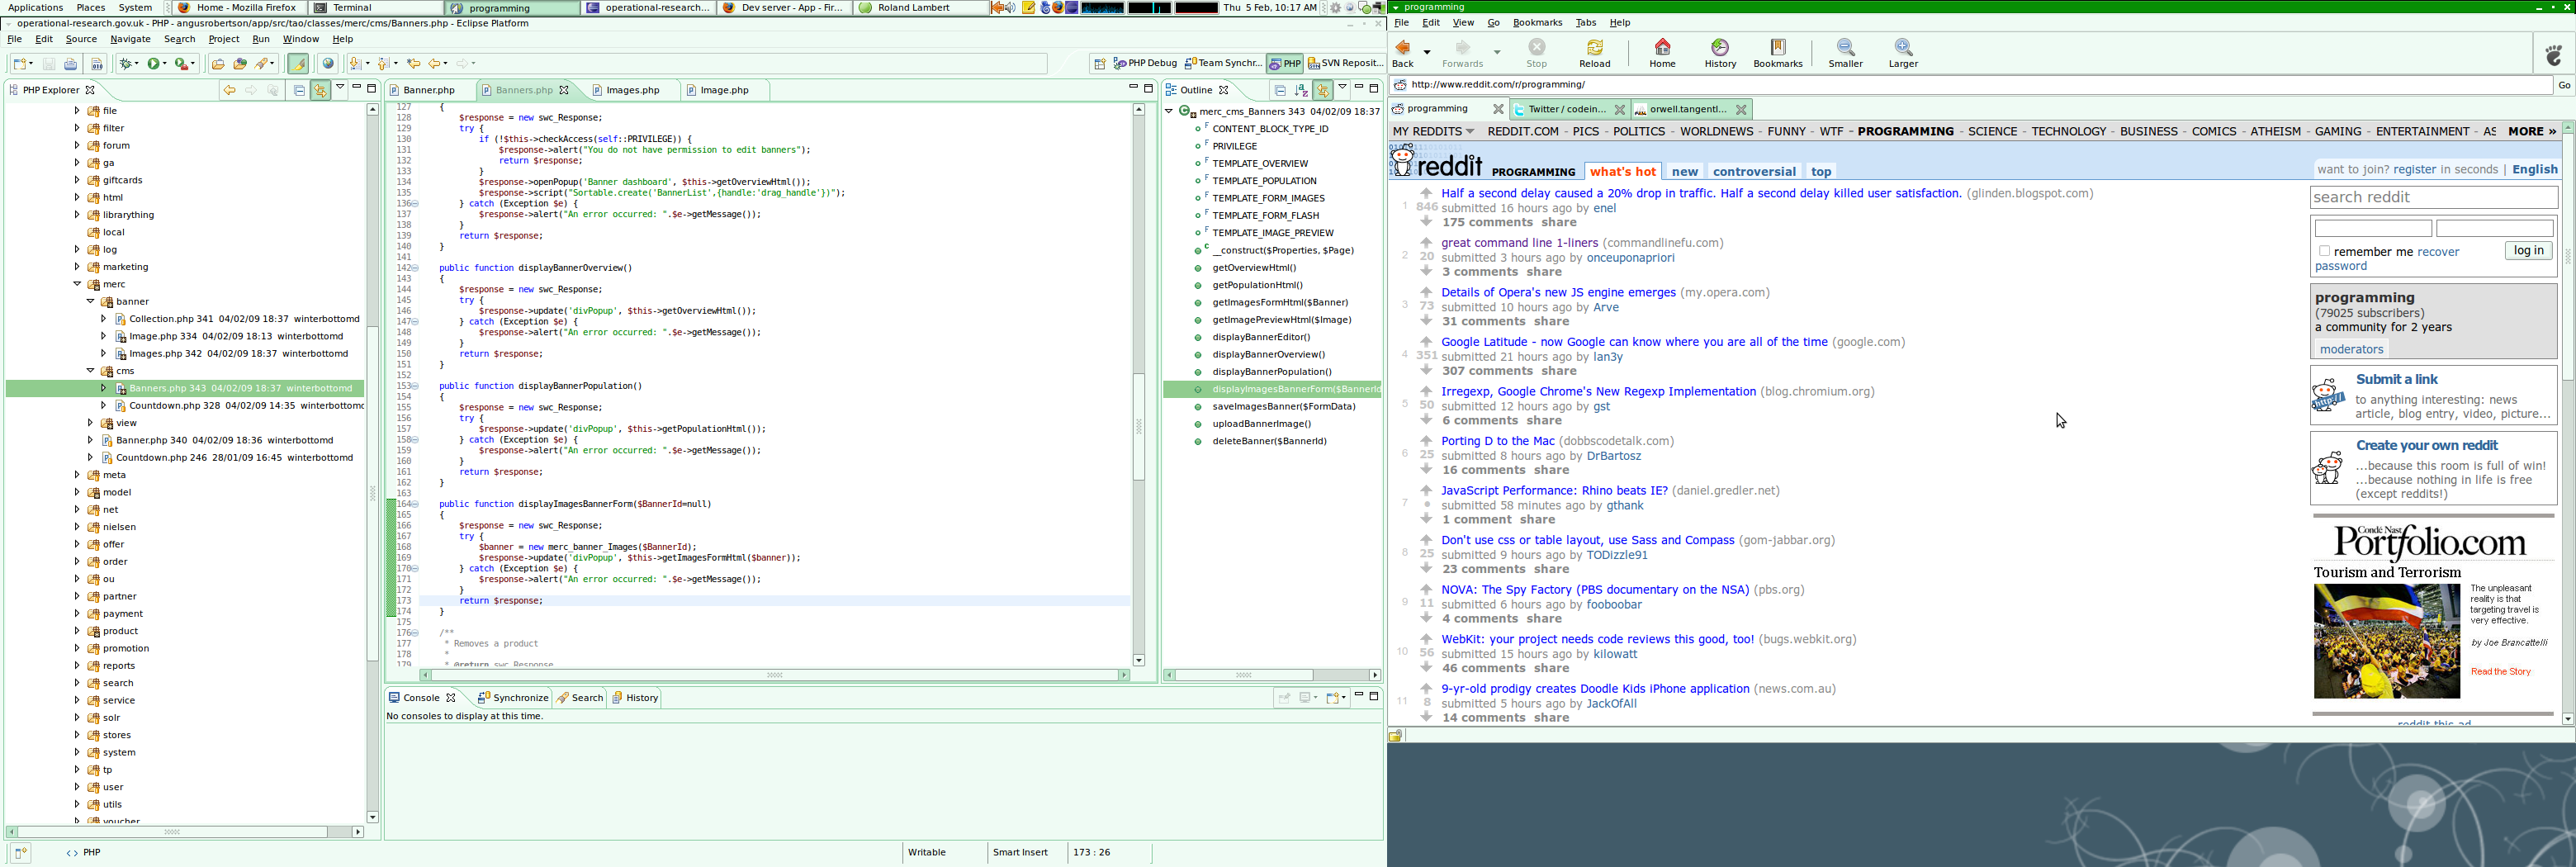 Applications Places System Home - Mozilla Firefox Terminal programming operational-research... Dev server - App - Fir... Roland Lambert Thu 5 Feb, 10:17 AM
operational-research.gov.uk - PHP - angusrobertson/app/src/tao/classes/merc/cms/Banners.php - Eclipse Platform
File Edit Source Navigate Search Project Run Window Help
PHP Debug Team Synchr... PHP SVN Reposit...
PHP Explorer
file
filter
forum
ga
giftcards
html
librarything
local
log
marketing
merc
banner
Collection.php 341 04/02/09 18:37 winterbottomd
Image.php 334 04/02/09 18:13 winterbottomd
Images.php 342 04/02/09 18:37 winterbottomd
cms
Banners.php 343 04/02/09 18:37 winterbottomd
Countdown.php 328 04/02/09 14:35 winterbottomd
view
Banner.php 340 04/02/09 18:36 winterbottomd
Countdown.php 246 28/01/09 16:45 winterbottomd
meta
model
net
nielsen
offer
order
ou
partner
payment
product
promotion
reports
search
service
solr
stores
system
tp
user
utils
voucher
Banner.php Banners.php Images.php Image.php
127 {
128 $response = new swc_Response;
129 try {
130 if (!$this->checkAccess(self::PRIVILEGE)) {
131 $response->alert("You do not have permission to edit banners");
132 return $response;
133 }
134 $response->openPopup('Banner dashboard', $this->getOverviewHtml());
135 $response->script("Sortable.create('BannerList',{handle:'drag_handle'})");
136 } catch (Exception $e) {
137 $response->alert("An error occurred: ".$e->getMessage());
138 }
139 return $response;
140 }
141
142 public function displayBannerOverview()
143 {
144 $response = new swc_Response;
145 try {
146 $response->update('divPopup', $this->getOverviewHtml());
147 } catch (Exception $e) {
148 $response->alert("An error occurred: ".$e->getMessage());
149 }
150 return $response;
151 }
152
153 public function displayBannerPopulation()
154 {
155 $response = new swc_Response;
156 try {
157 $response->update('divPopup', $this->getPopulationHtml());
158 } catch (Exception $e) {
159 $response->alert("An error occurred: ".$e->getMessage());
160 }
161 return $response;
162 }
163
164 public function displayImagesBannerForm($BannerId=null)
165 {
166 $response = new swc_Response;
167 try {
168 $banner = new merc_banner_Images($BannerId);
169 $response->update('divPopup', $this->getImagesFormHtml($banner));
170 } catch (Exception $e) {
171 $response->alert("An error occurred: ".$e->getMessage());
172 }
173 return $response;
174 }
175
176 /**
177 * Removes a product
178 *
179 * @return swc_Response
Outline
merc_cms_Banners 343 04/02/09 18:37
CONTENT_BLOCK_TYPE_ID
PRIVILEGE
TEMPLATE_OVERVIEW
TEMPLATE_POPULATION
TEMPLATE_FORM_IMAGES
TEMPLATE_FORM_FLASH
TEMPLATE_IMAGE_PREVIEW
__construct($Properties, $Page)
getOverviewHtml()
getPopulationHtml()
getImagesFormHtml($Banner)
getImagePreviewHtml($Image)
displayBannerEditor()
displayBannerOverview()
displayBannerPopulation()
displayImagesBannerForm($BannerId
saveImagesBanner($FormData)
uploadBannerImage()
deleteBanner($BannerId)
Console Synchronize Search History
No consoles to display at this time.
PHP Writable Smart Insert 173 : 26
programming
File Edit View Go Bookmarks Tabs Help
Back Forwards Stop Reload Home History Bookmarks Smaller Larger
http://www.reddit.com/r/programming/ Go
programming Twitter / codein... orwell.tangentl...
MY REDDITS REDDIT.COM - PICS - POLITICS - WORLDNEWS - FUNNY - WTF - PROGRAMMING - SCIENCE - TECHNOLOGY - BUSINESS - COMICS - ATHEISM - GAMING - ENTERTAINMENT - AS MORE »
reddit PROGRAMMING what's hot new controversial top want to join? register in seconds | English
1 846 Half a second delay caused a 20% drop in traffic. Half a second delay killed user satisfaction. (glinden.blogspot.com)
submitted 16 hours ago by enel
175 comments share
2 20 great command line 1-liners (commandlinefu.com)
submitted 3 hours ago by onceuponapriori
3 comments share
3 73 Details of Opera's new JS engine emerges (my.opera.com)
submitted 10 hours ago by Arve
31 comments share
4 351 Google Latitude - now Google can know where you are all of the time (google.com)
submitted 21 hours ago by lan3y
307 comments share
5 50 Irregexp, Google Chrome's New Regexp Implementation (blog.chromium.org)
submitted 12 hours ago by gst
6 comments share
6 25 Porting D to the Mac (dobbscodetalk.com)
submitted 8 hours ago by DrBartosz
16 comments share
7 • JavaScript Performance: Rhino beats IE? (daniel.gredler.net)
submitted 58 minutes ago by gthank
1 comment share
8 25 Don't use css or table layout, use Sass and Compass (gom-jabbar.org)
submitted 9 hours ago by TODizzle91
23 comments share
9 11 NOVA: The Spy Factory (PBS documentary on the NSA) (pbs.org)
submitted 6 hours ago by fooboobar
4 comments share
10 56 WebKit: your project needs code reviews this good, too! (bugs.webkit.org)
submitted 15 hours ago by kilowatt
46 comments share
11 8 9-yr-old prodigy creates Doodle Kids iPhone application (news.com.au)
submitted 5 hours ago by JackOfAll
14 comments share
search reddit
remember me recover password log in
programming
(79025 subscribers)
a community for 2 years
moderators
Submit a link
to anything interesting: news
article, blog entry, video, picture...
Create your own reddit
...because this room is full of win!
...because nothing in life is free
(except reddits!)
Condé Nast
Portfolio.com
Tourism and Terrorism
The unpleasant
reality is that
targeting travel is
very effective.
by Joe Brancatelli
Read the Story
reddit this ad